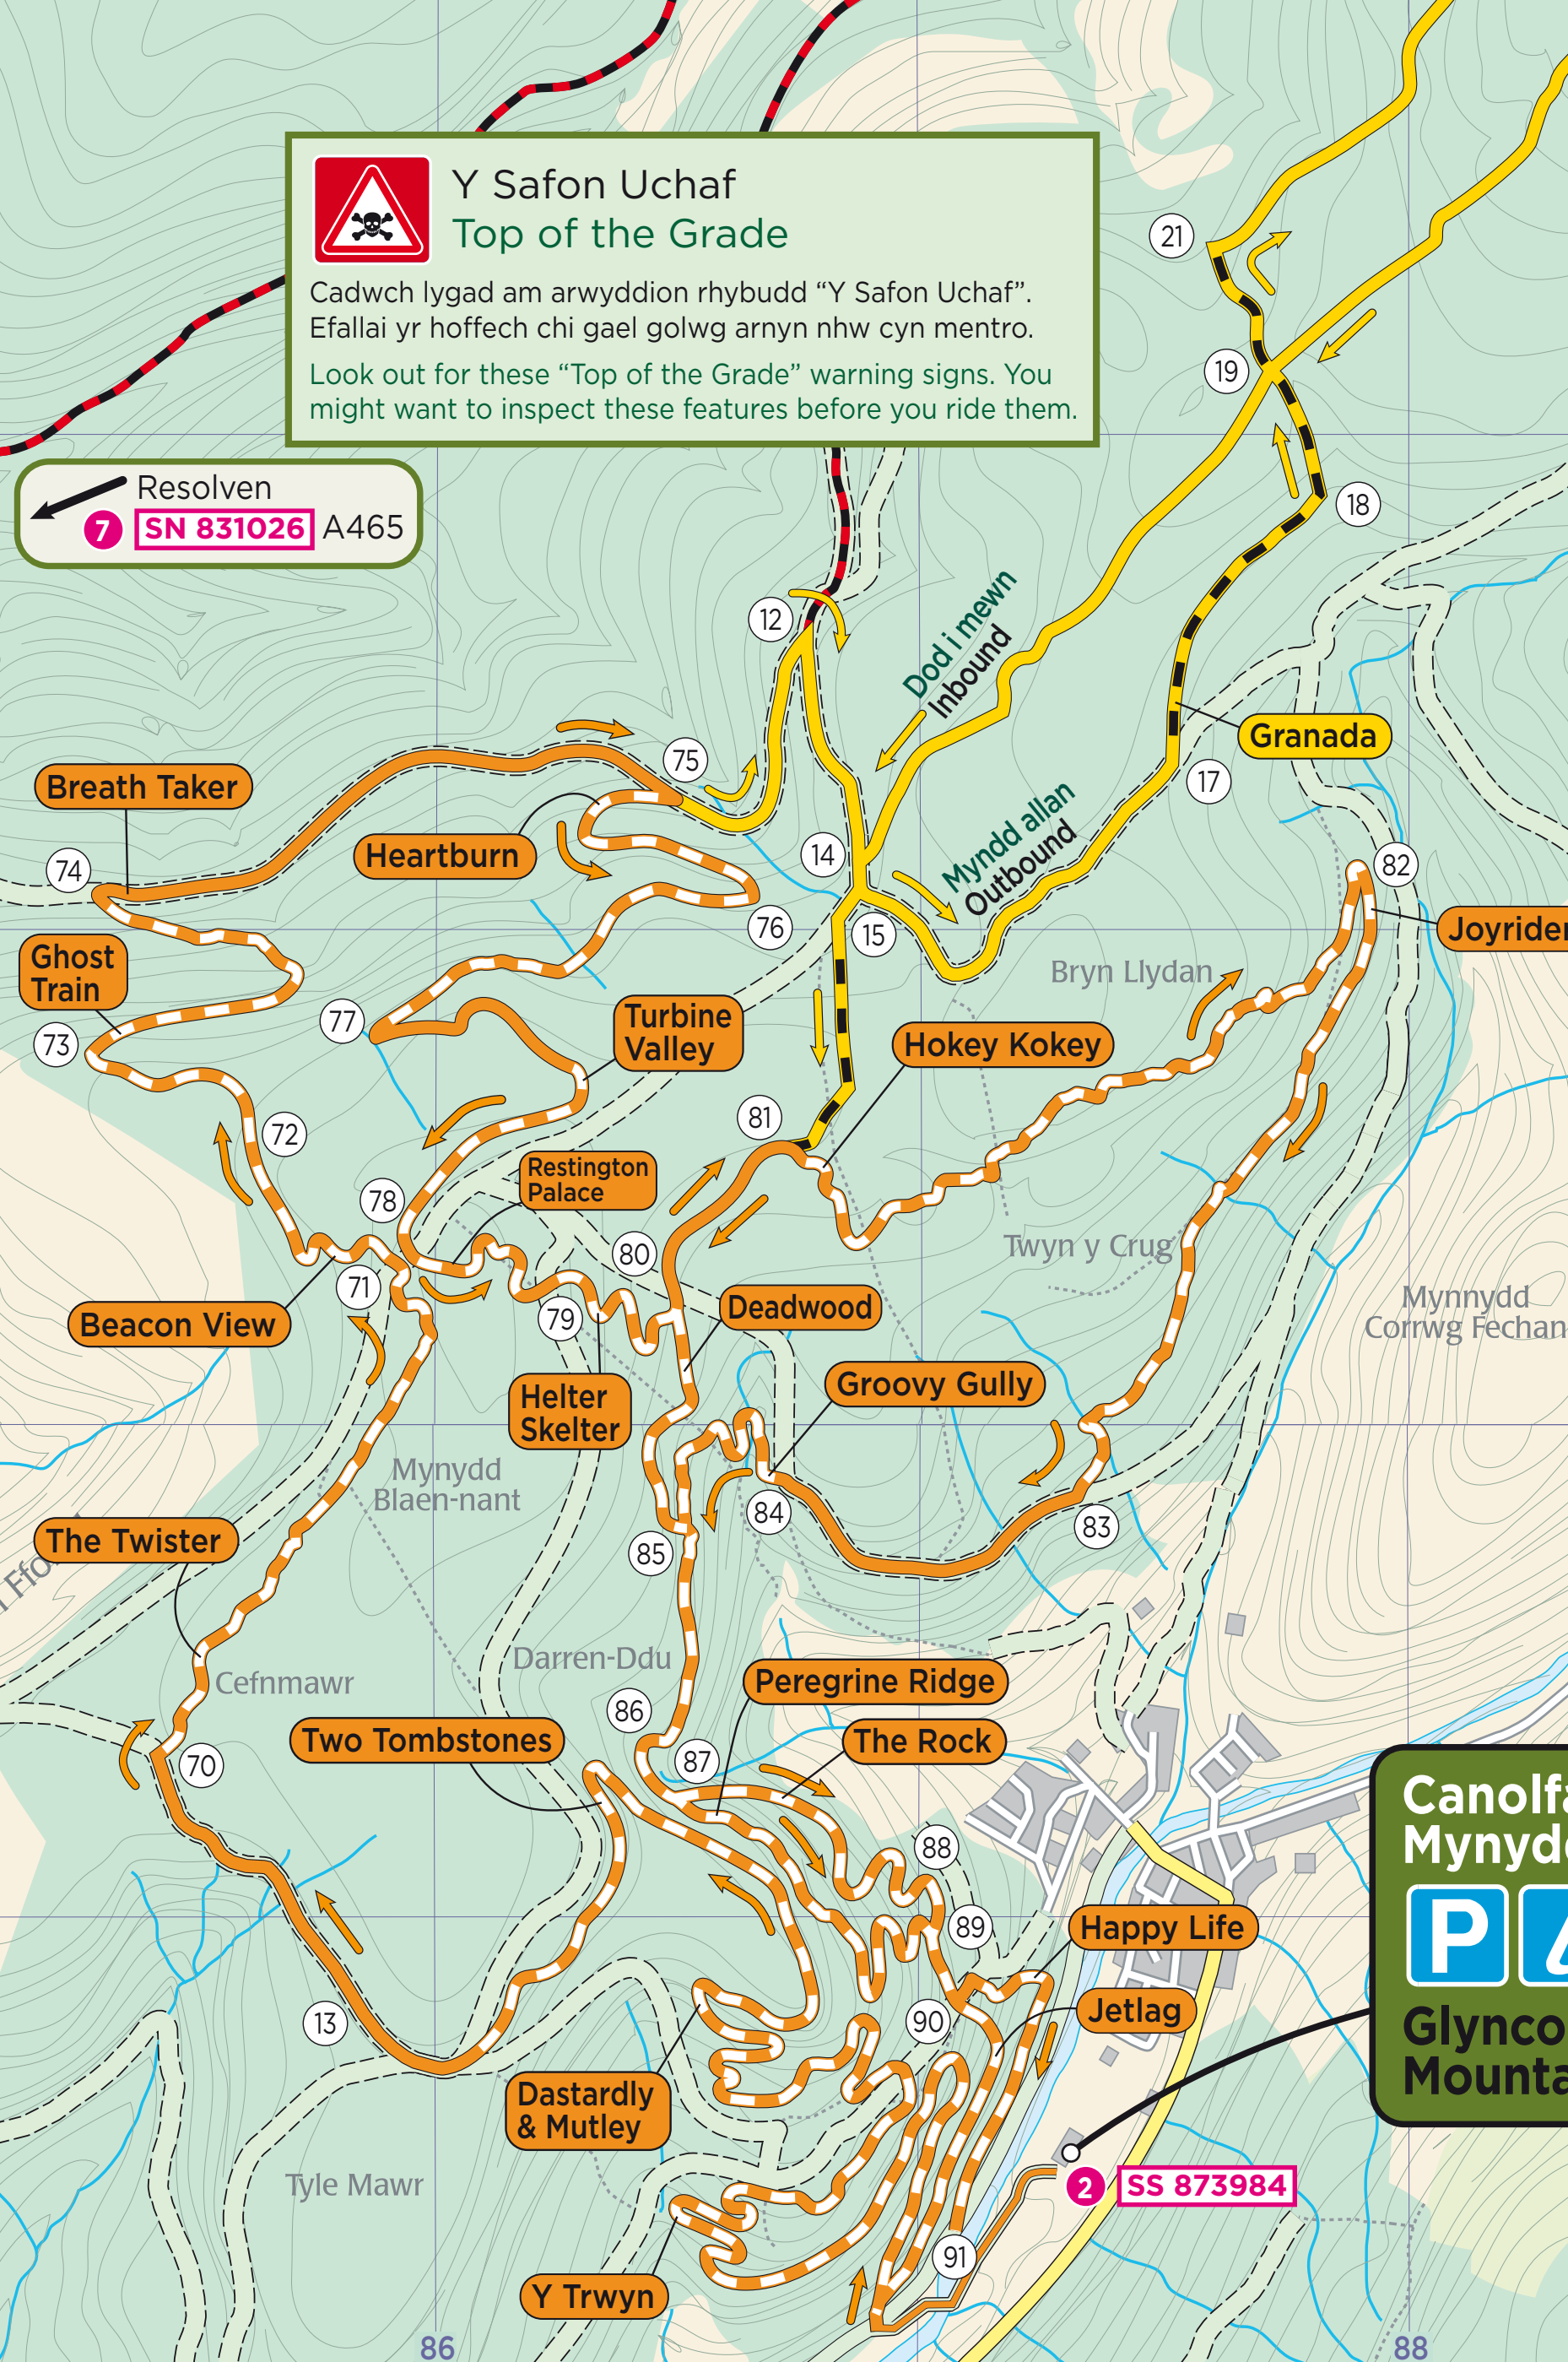 Y Safon Uchaf
Top of the Grade
Cadwch lygad am arwyddion rhybudd “Y Safon Uchaf”.
Efallai yr hoffech chi gael golwg arnyn nhw cyn mentro.
Look out for these “Top of the Grade” warning signs. You
might want to inspect these features before you ride them.
21
19
18
Resolven
7 SN 831026 A465
12
Dod i mewn
Inbound
Granada
75
17
Breath Taker
Heartburn
14
74
82
Myndd allan
Outbound
76
15
Joyrider
Ghost
Train
Bryn Llydan
77
73
Turbine
Valley
Hokey Kokey
81
72
Restington
Palace
78
80
Twyn y Crug
71
Mynnydd
Corrwg Fechan
Beacon View
79
Deadwood
Groovy Gully
Helter
Skelter
Mynydd
Blaen-nant
84
83
The Twister
85
Ffo
Darren-Ddu
Cefnmawr
Peregrine Ridge
86
Two Tombstones
The Rock
70
87
Canolfa
Mynydd
P
88
89
Happy Life
13
90
Jetlag
Glynco
Mounta
Dastardly
& Mutley
Tyle Mawr
2 SS 873984
91
Y Trwyn
86
88